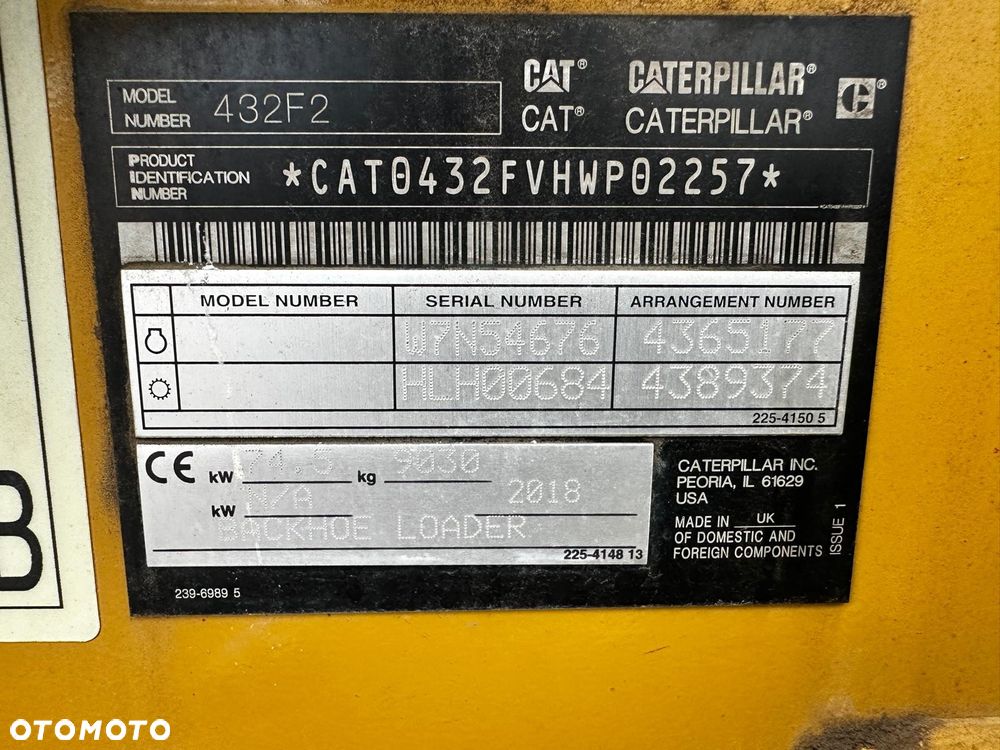 CAT® CATERPILLAR®
MODEL NUMBER 432F2
CAT® CATERPILLAR®
PRODUCT IDENTIFICATION NUMBER *CAT0432FVHWP02257*
*CAT0432FVHWP02257*
MODEL NUMBER SERIAL NUMBER ARRANGEMENT NUMBER
W7N54676 4365177
HLH00684 4389374
225-4150 5
CE kW 74.5 kg 9030
kW N/A 2018
BACKHOE LOADER
225-4148 13
CATERPILLAR INC.
PEORIA, IL 61629
USA
MADE IN UK
OF DOMESTIC AND
FOREIGN COMPONENTS
ISSUE 1
239-6989 5
B
OTOMOTO